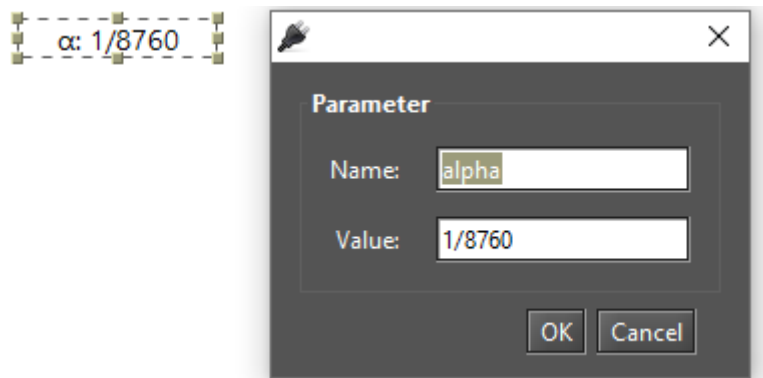 α: 1/8760
Parameter
Name: alpha
Value: 1/8760
OK Cancel